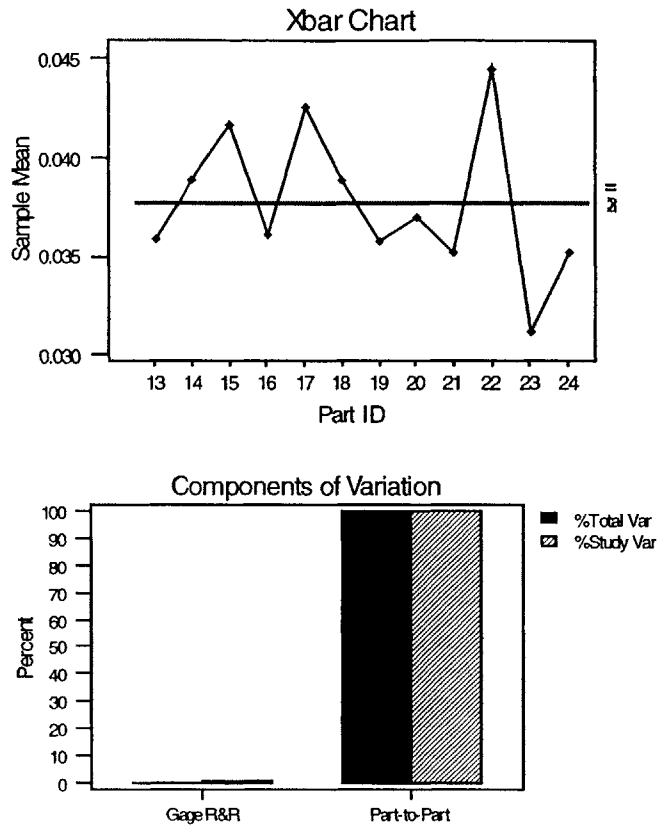 Xbar Chart
0.045
0.040
0.035
0.030
Sample Mean
13 14 15 16 17 18 19 20 21 22 23 24
Part ID
Components of Variation
100
90
80
70
60
50
40
30
20
10
0
Percent
Gage R&R Part-to-Part
%Total Var
%Study Var